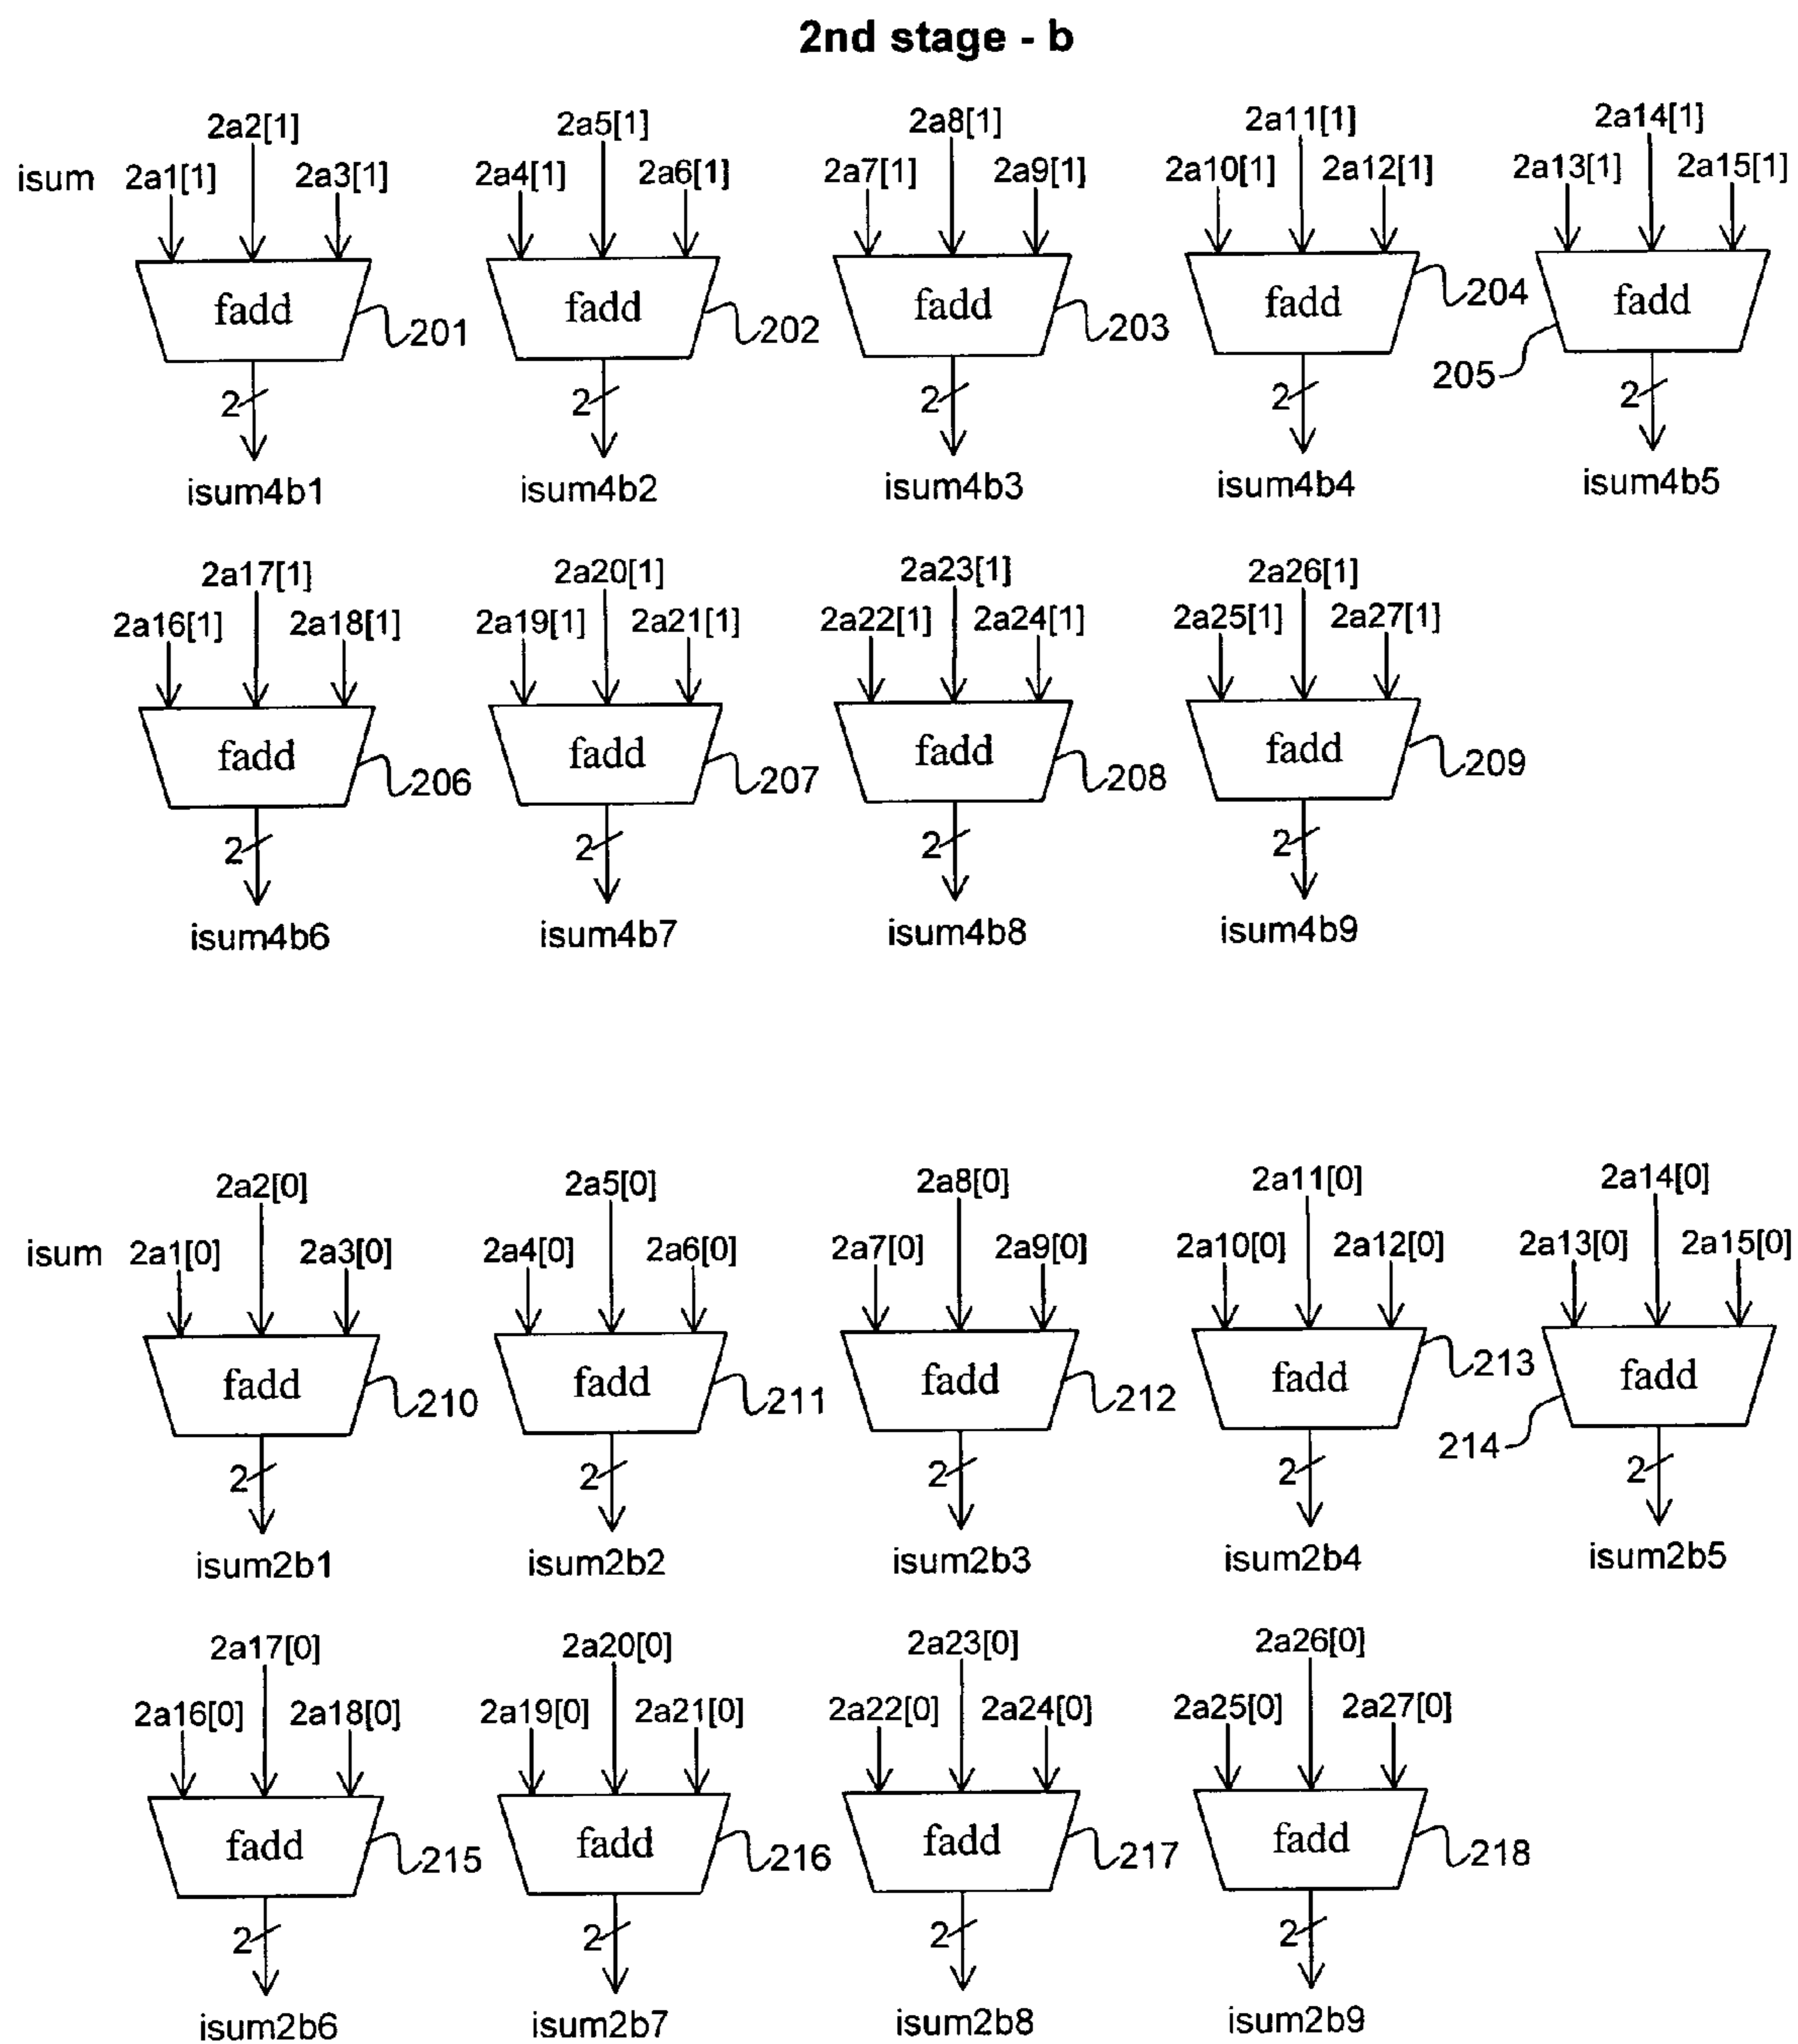 2nd stage - b
2a2[1] 2a5[1] 2a8[1] 2a11[1] 2a14[1]
isum 2a1[1] 2a3[1] 2a4[1] 2a6[1] 2a7[1] 2a9[1] 2a10[1] 2a12[1] 2a13[1] 2a15[1]
fadd 201 fadd 202 fadd 203 fadd 204 205 fadd
2 2 2 2 2
isum4b1 isum4b2 isum4b3 isum4b4 isum4b5
2a17[1] 2a20[1] 2a23[1] 2a26[1]
2a16[1] 2a18[1] 2a19[1] 2a21[1] 2a22[1] 2a24[1] 2a25[1] 2a27[1]
fadd 206 fadd 207 fadd 208 fadd 209
2 2 2 2
isum4b6 isum4b7 isum4b8 isum4b9
2a2[0] 2a5[0] 2a8[0] 2a11[0] 2a14[0]
isum 2a1[0] 2a3[0] 2a4[0] 2a6[0] 2a7[0] 2a9[0] 2a10[0] 2a12[0] 2a13[0] 2a15[0]
fadd 210 fadd 211 fadd 212 fadd 213 214 fadd
2 2 2 2 2
isum2b1 isum2b2 isum2b3 isum2b4 isum2b5
2a17[0] 2a20[0] 2a23[0] 2a26[0]
2a16[0] 2a18[0] 2a19[0] 2a21[0] 2a22[0] 2a24[0] 2a25[0] 2a27[0]
fadd 215 fadd 216 fadd 217 fadd 218
2 2 2 2
isum2b6 isum2b7 isum2b8 isum2b9